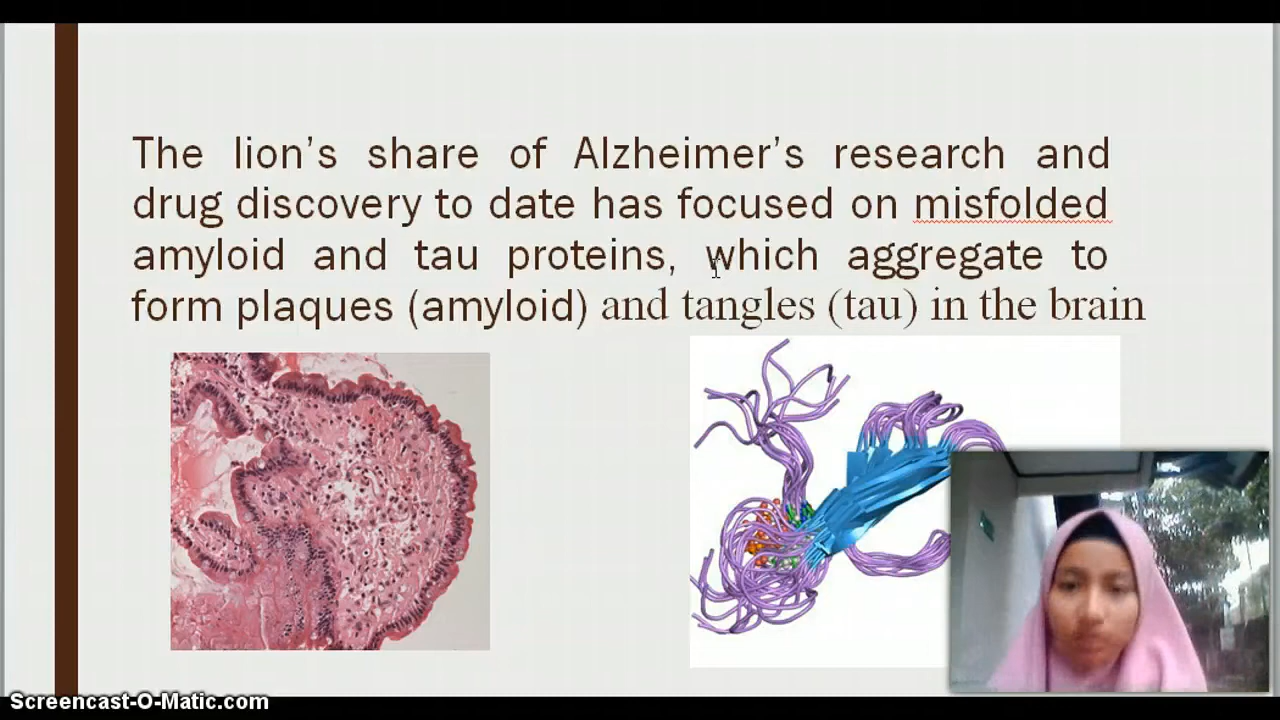 The lion's share of Alzheimer's research and
drug discovery to date has focused on misfolded
amyloid and tau proteins, which aggregate to
form plaques (amyloid) and tangles (tau) in the brain
Screencast-O-Matic.com